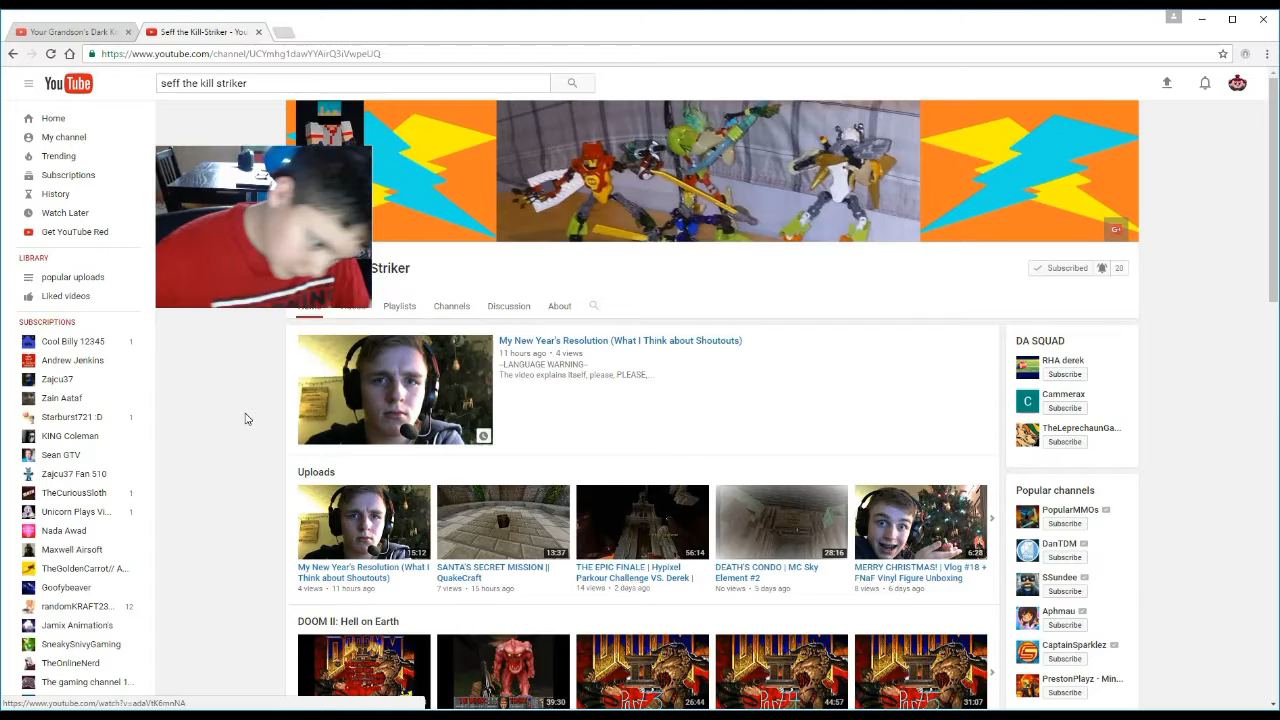 Your Grandson's Dark K
Seff the Kill-Striker - You
https://www.youtube.com/channel/UCYmhg1dawYYAirQ3iVwpeUQ
YouTube
seff the kill striker
Home
My channel
Trending
Subscriptions
History
Watch Later
Get YouTube Red
LIBRARY
popular uploads
Liked videos
SUBSCRIPTIONS
Cool Billy 12345 1
Andrew Jenkins
Zajcu37
Zain Aataf
Starburst721 :D 1
KING Coleman
Sean GTV
Zajcu37 Fan 510
TheCuriousSloth 1
Unicorn Plays Vi... 1
Nada Awad
Maxwell Airsoft
TheGoldenCarrot// A...
Goofybeaver
randomKRAFT23... 12
Jamix Animation's
SneakySnivyGaming
TheOnlineNerd
The gaming channel 1...
G+
Striker
Subscribed 20
Playlists Channels Discussion About
My New Year's Resolution (What I Think about Shoutouts)
11 hours ago • 4 views
--LANGUAGE WARNING--
The video explains itself, please, PLEASE,...
Uploads
15:12
My New Year's Resolution (What I Think about Shoutouts)
4 views • 11 hours ago
13:37
SANTA'S SECRET MISSION ||
QuakeCraft
7 views • 15 hours ago
56:14
THE EPIC FINALE | Hypixel
Parkour Challenge VS. Derek |
14 views • 2 days ago
28:16
DEATH'S CONDO | MC Sky
Element #2
No views • 5 days ago
6:28
MERRY CHRISTMAS! | Vlog #18 +
FNaF Vinyl Figure Unboxing
8 views • 6 days ago
DOOM II: Hell on Earth
39:30
26:44
44:57
31:07
DA SQUAD
RHA derek
Subscribe
C
Cammerax
Subscribe
TheLeprechaunGa...
Subscribe
Popular channels
PopularMMOs
Subscribe
DanTDM
Subscribe
SSundee
Subscribe
Aphmau
Subscribe
CaptainSparklez
Subscribe
PrestonPlayz - Min...
Subscribe
https://www.youtube.com/watch?v=adaVtK6mnNA